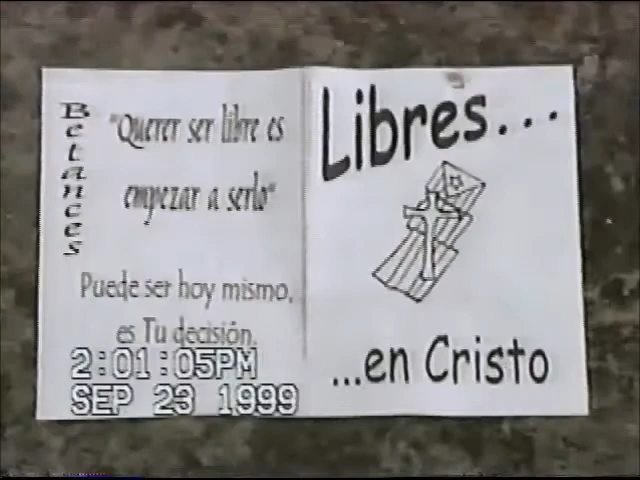 Betances
"Querer ser libre es
empezar a serlo"
Puede ser hoy mismo,
es Tu decisión.
Libres...
...en Cristo
2:01:05PM
SEP 23 1999